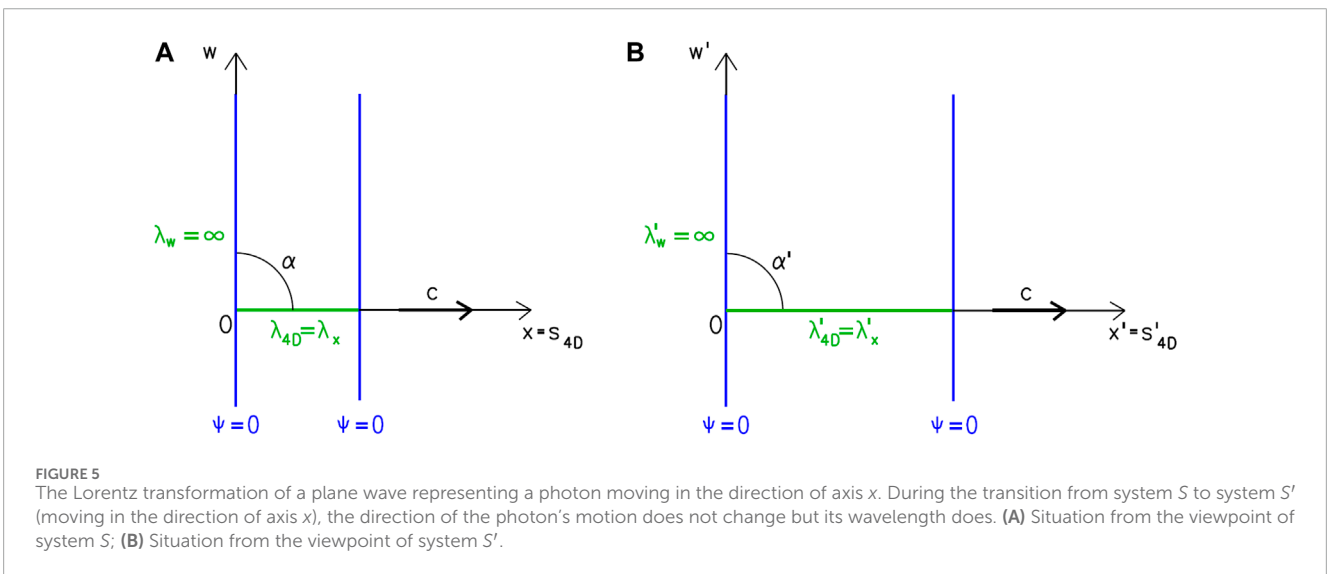 A
w
λw = ∞
α
c
0
λ4D=λx
x=s4D
ψ=0
ψ=0
B
w'
λ'w = ∞
α'
c
0
λ'4D=λ'x
x'=s'4D
ψ=0
ψ=0
FIGURE 5
The Lorentz transformation of a plane wave representing a photon moving in the direction of axis x. During the transition from system S to system S′
(moving in the direction of axis x), the direction of the photon's motion does not change but its wavelength does. (A) Situation from the viewpoint of
system S; (B) Situation from the viewpoint of system S′.